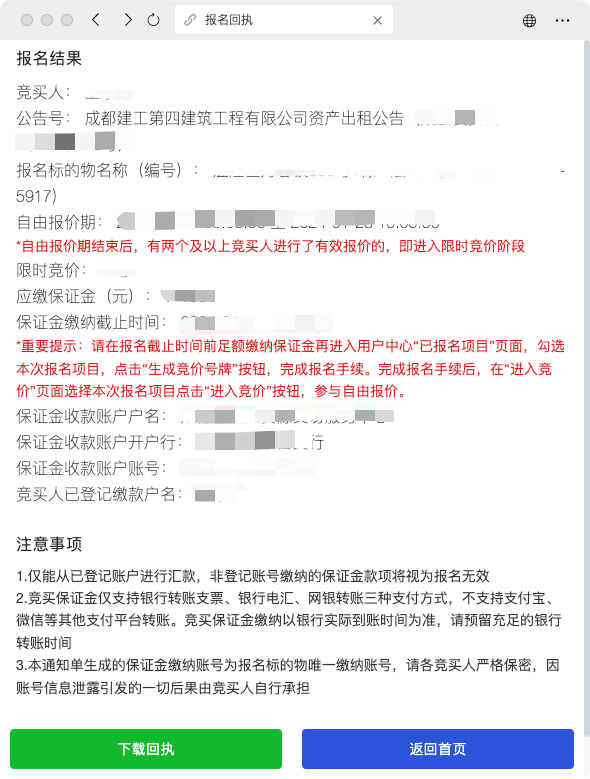 报名回执
报名结果
竞买人：
公告号： 成都建工第四建筑工程有限公司资产出租公告
报名标的物名称（编号）： -
5917)
自由报价期：
*自由报价期结束后，有两个及以上竞买人进行了有效报价的，即进入限时竞价阶段
限时竞价：
应缴保证金（元）：
保证金缴纳截止时间：
*重要提示：请在报名截止时间前足额缴纳保证金再进入用户中心“已报名项目”页面，勾选
本次报名项目，点击“生成竞价号牌”按钮，完成报名手续。完成报名手续后，在“进入竞
价”页面选择本次报名项目点击“进入竞价”按钮，参与自由报价。
保证金收款账户户名：
保证金收款账户开户行： 行
保证金收款账户账号：
竞买人已登记缴款户名：
注意事项
1.仅能从已登记账户进行汇款，非登记账号缴纳的保证金款项将视为报名无效
2.竞买保证金仅支持银行转账支票、银行电汇、网银转账三种支付方式，不支持支付宝、
微信等其他支付平台转账。竞买保证金缴纳以银行实际到账时间为准，请预留充足的银行
转账时间
3.本通知单生成的保证金缴纳账号为报名标的物唯一缴纳账号，请各竞买人严格保密，因
账号信息泄露引发的一切后果由竞买人自行承担
下载回执
返回首页